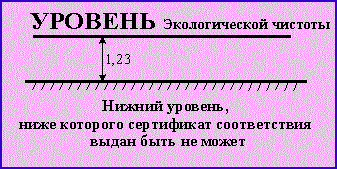 УРОВЕНЬ Экологической чистоты
1,23
Нижний уровень,
ниже которого сертификат соответствия
выдан быть не может